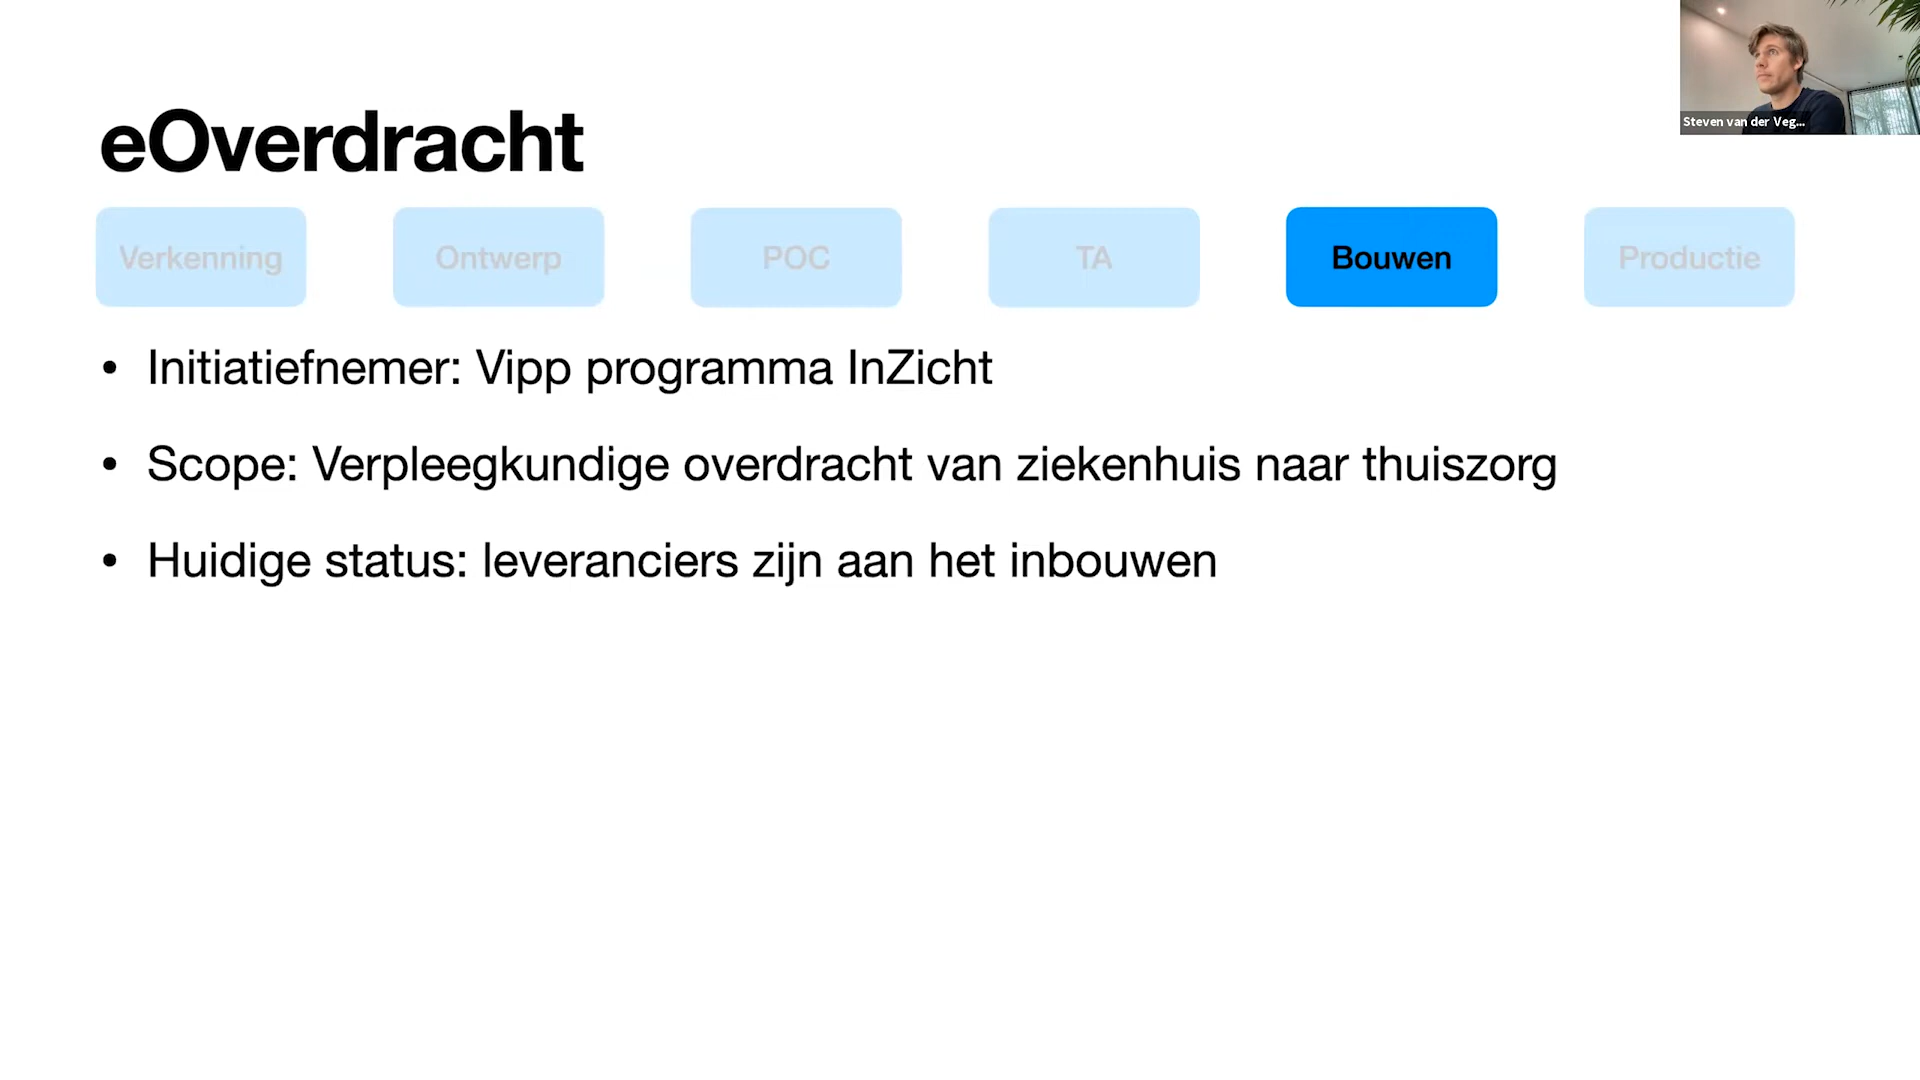 eOverdracht
Verkenning
Ontwerp
POC
TA
Bouwen
Productie
• Initiatiefnemer: Vipp programma InZicht
• Scope: Verpleegkundige overdracht van ziekenhuis naar thuiszorg
• Huidige status: leveranciers zijn aan het inbouwen
Steven van der Veg...